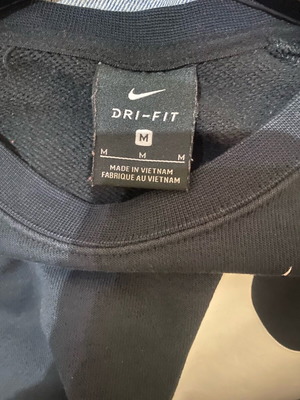 DRI-FIT
M
M M M
MADE IN VIETNAM
FABRIQUE AU VIETNAM